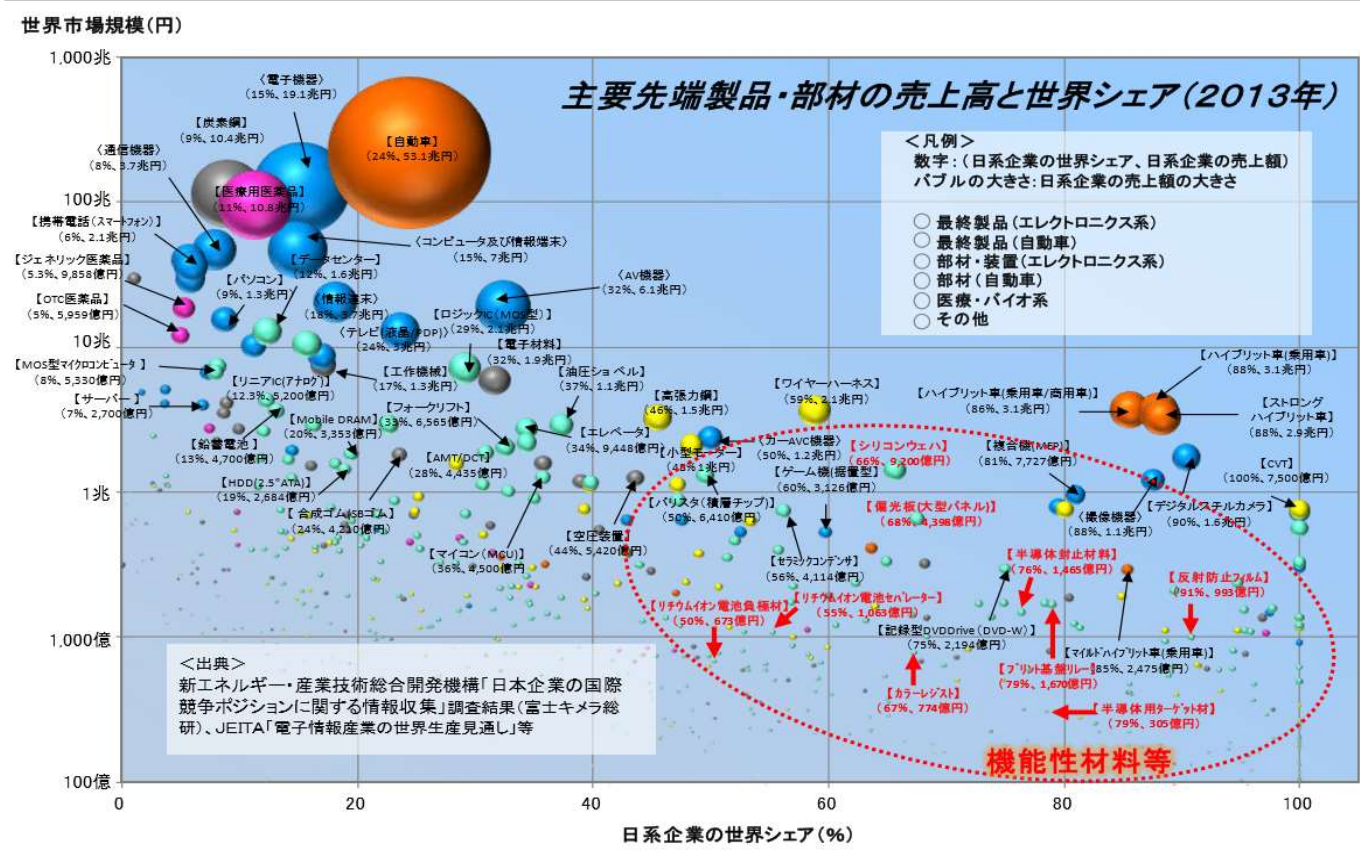 世界市場規模(円)
1,000兆
100兆
10兆
1兆
1,000億
100億
主要先端製品・部材の売上高と世界シェア(2013年)
<凡例>
数字:(日系企業の世界シェア、日系企業の売上額)
バブルの大きさ:日系企業の売上額の大きさ
○ 最終製品(エレクトロニクス系)
○ 最終製品(自動車)
○ 部材・装置(エレクトロニクス系)
○ 部材(自動車)
○ 医療・バイオ系
○ その他
〈電子機器〉
(15%、19.1兆円)
【炭素鋼】
(9%、10.4兆円)
〈通信機器〉
(8%、3.7兆円)
【自動車】
(24%、53.1兆円)
【医療用医薬品】
(11%、10.8兆円)
【携帯電話(スマートフォン)】
(6%、2.1兆円)
〈コンピュータ及び情報端末〉
(15%、7兆円)
【ジェネリック医薬品】
(5.3%、9,858億円)
【データセンター】
(12%、1.6兆円)
【パソコン】
(9%、1.3兆円)
〈AV機器〉
(32%、6.1兆円)
【OTC医薬品】
(5%、5,959億円)
〈情報端末〉
(18%、3.7兆円)
【ロジックIC(MOS型)】
(29%、2.1兆円)
〈テレビ(液晶/PDP)〉
(24%、3兆円)
【電子材料】
(32%、1.9兆円)
【MOS型マイクロコンピュータ】
(8%、5,330億円)
【リニアIC(アナログ)】
(12.3%、5,200億円)
【工作機械】
(17%、1.3兆円)
【油圧ショベル】
(37%、1.1兆円)
【サーバー】
(7%、2,700億円)
【Mobile DRAM】
(20%、3,353億円)
【フォークリフト】
(33%、6,565億円)
【エレベータ】
(34%、9,448億円)
【高張力鋼】
(46%、1.5兆円)
【ワイヤーハーネス】
(59%、2.1兆円)
【ハイブリット車(乗用車)】
(88%、3.1兆円)
【ハイブリット車(乗用車/商用車)】
(86%、3.1兆円)
【ストロング
ハイブリット車】
(88%、2.9兆円)
【鉛蓄電池】
(13%、4,700億円)
【AMT/DCT】
(28%、4,435億円)
【小型モーター】
(48%1兆円)
〈カーAVC機器〉
(50%、1.2兆円)
【シリコンウェハ】
(66%、9,200億円)
【複合機(MFP)】
(81%、7,727億円)
【CVT】
(100%、7,500億円)
【HDD(2.5"ATA)】
(19%、2,684億円)
【ゲーム機(据置型)】
(60%、3,126億円)
【合成ゴム(SBゴム】
(24%、4,210億円)
【バリスタ(積層チップ)】
(50%、6,410億円)
【偏光板(大型パネル)】
(68%、4,398億円)
〈撮像機器〉
(88%、1.1兆円)
【デジタルスチルカメラ】
(90%、1.6兆円)
【空圧装置】
(44%、5,420億円)
【マイコン(MCU)】
(36%、4,500億円)
【セラミックコンデンサ】
(56%、4,114億円)
【半導体封止材料】
(76%、1,465億円)
【反射防止フィルム】
(91%、993億円)
【リチウムイオン電池負極材】
(50%、673億円)
【リチウムイオン電池セパレーター】
(55%、1,063億円)
【記録型DVDDrive(DVD-W)】
(75%、2,194億円)
【マイルドハイブリット車(乗用車)】
(85%、2,475億円)
【プリント基盤リレー】
(79%、1,670億円)
【カラーレジスト】
(67%、774億円)
【半導体用ターゲット材】
(79%、305億円)
機能性材料等
<出典>
新エネルギー・産業技術総合開発機構「日本企業の国際
競争ポジションに関する情報収集」調査結果(富士キメラ総
研)、JEITA「電子情報産業の世界生産見通し」等
0 20 40 60 80 100
日系企業の世界シェア(%)